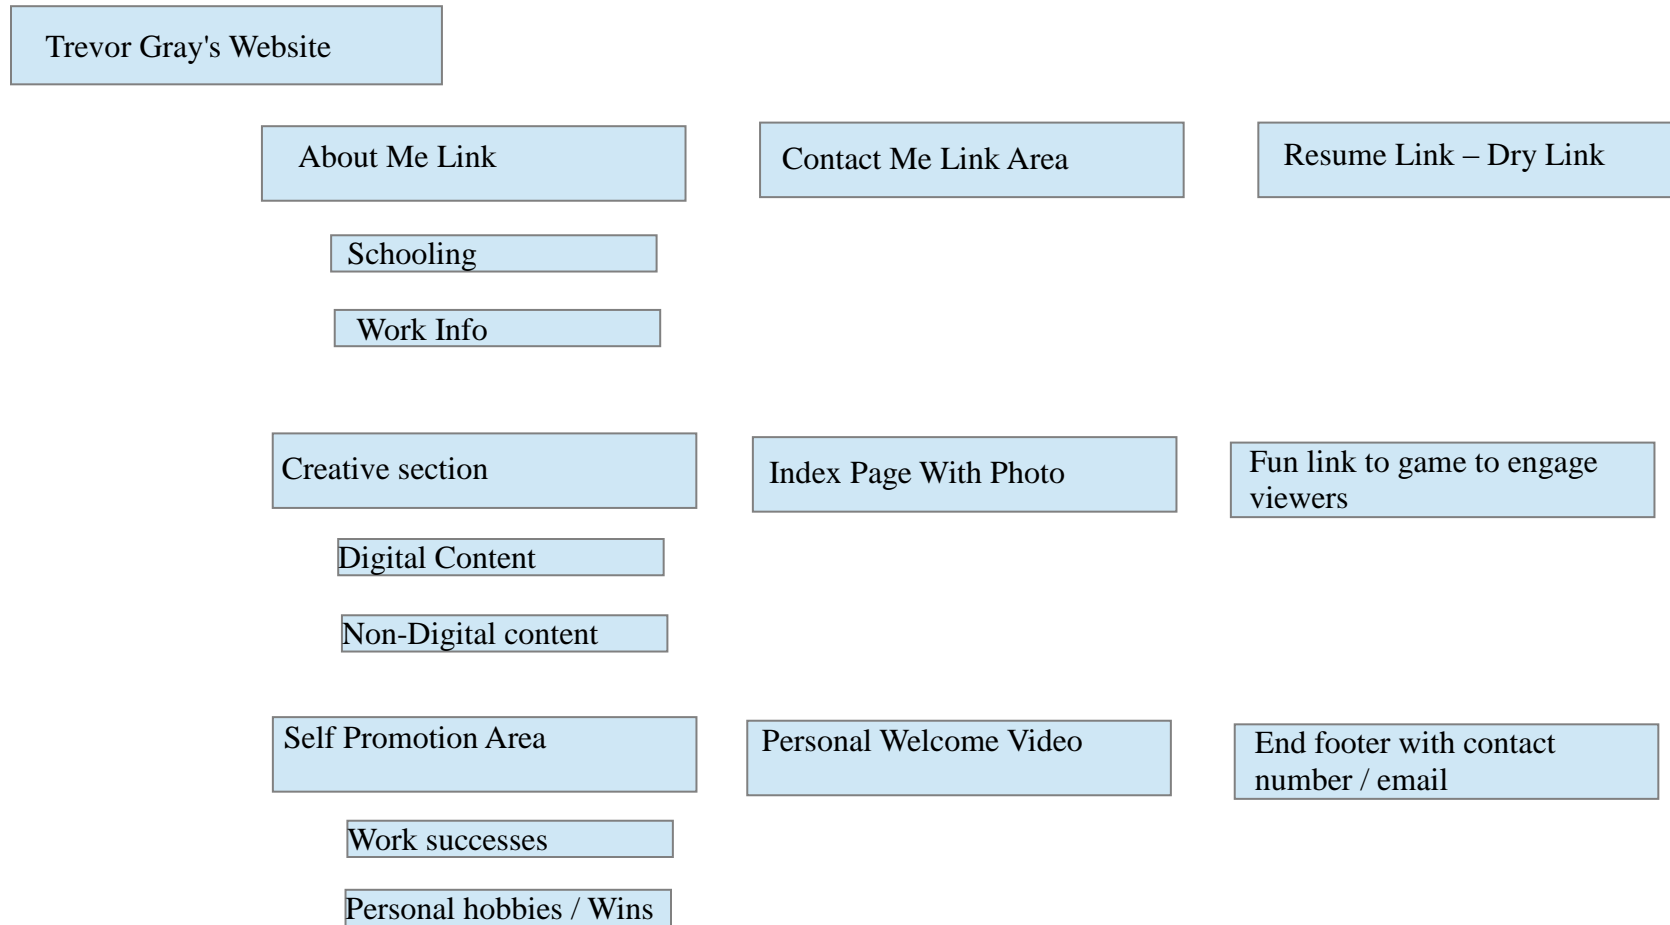 Trevor Gray's Website
About Me Link
Contact Me Link Area
Resume Link – Dry Link
Schooling
Work Info
Creative section
Index Page With Photo
Fun link to game to engage
viewers
Digital Content
Non-Digital content
Self Promotion Area
Personal Welcome Video
End footer with contact
number / email
Work successes
Personal hobbies / Wins